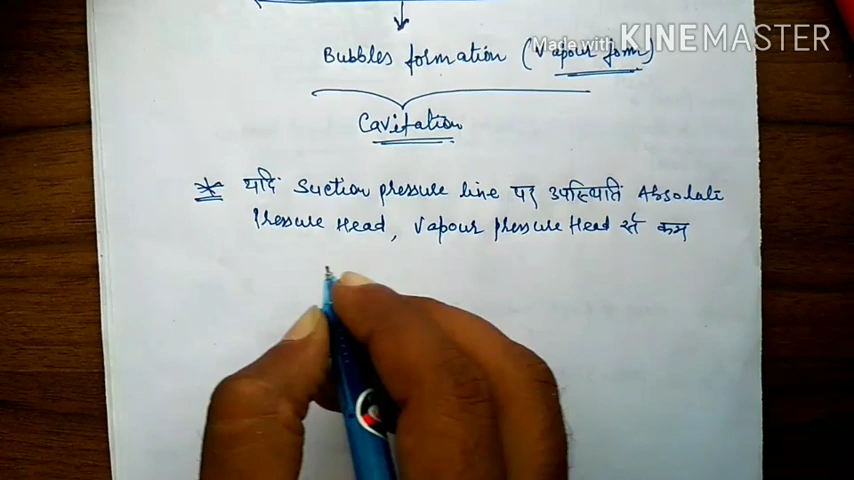 Made with KINEMASTER
Bubbles formation (Vapour form)
Cavitation
* यदि Suction pressure line पर उपस्थिति Absolute
Pressure Head, Vapour pressure Head से कम